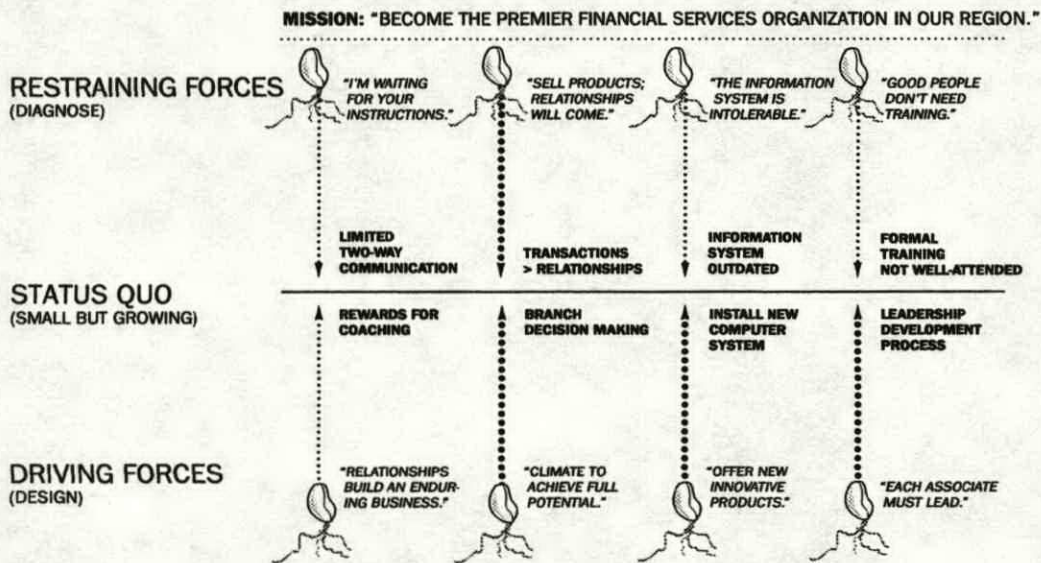 MISSION: "BECOME THE PREMIER FINANCIAL SERVICES ORGANIZATION IN OUR REGION."
RESTRAINING FORCES
(DIAGNOSE)
"I'M WAITING
FOR YOUR
INSTRUCTIONS."
"SELL PRODUCTS;
RELATIONSHIPS
WILL COME."
"THE INFORMATION
SYSTEM IS
INTOLERABLE."
"GOOD PEOPLE
DON'T NEED
TRAINING."
LIMITED
TWO-WAY
COMMUNICATION
TRANSACTIONS
> RELATIONSHIPS
INFORMATION
SYSTEM
OUTDATED
FORMAL
TRAINING
NOT WELL-ATTENDED
STATUS QUO
(SMALL BUT GROWING)
REWARDS FOR
COACHING
BRANCH
DECISION MAKING
INSTALL NEW
COMPUTER
SYSTEM
LEADERSHIP
DEVELOPMENT
PROCESS
DRIVING FORCES
(DESIGN)
"RELATIONSHIPS
BUILD AN ENDUR-
ING BUSINESS."
"CLIMATE TO
ACHIEVE FULL
POTENTIAL."
"OFFER NEW
INNOVATIVE
PRODUCTS."
"EACH ASSOCIATE
MUST LEAD."